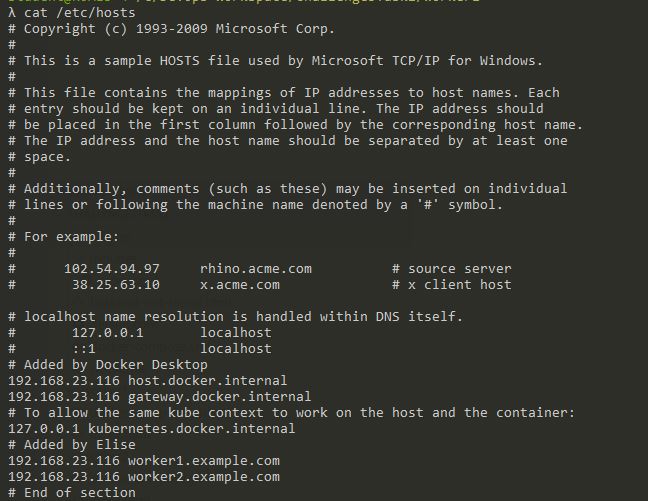 λ cat /etc/hosts
# Copyright (c) 1993-2009 Microsoft Corp.
#
# This is a sample HOSTS file used by Microsoft TCP/IP for Windows.
#
# This file contains the mappings of IP addresses to host names. Each
# entry should be kept on an individual line. The IP address should
# be placed in the first column followed by the corresponding host name.
# The IP address and the host name should be separated by at least one
# space.
#
# Additionally, comments (such as these) may be inserted on individual
# lines or following the machine name denoted by a '#' symbol.
#
# For example:
#
#      102.54.94.97     rhino.acme.com          # source server
#       38.25.63.10     x.acme.com              # x client host

# localhost name resolution is handled within DNS itself.
#       127.0.0.1       localhost
#       ::1             localhost
# Added by Docker Desktop
192.168.23.116 host.docker.internal
192.168.23.116 gateway.docker.internal
# To allow the same kube context to work on the host and the container:
127.0.0.1 kubernetes.docker.internal
# Added by Elise
192.168.23.116 worker1.example.com
192.168.23.116 worker2.example.com
# End of section